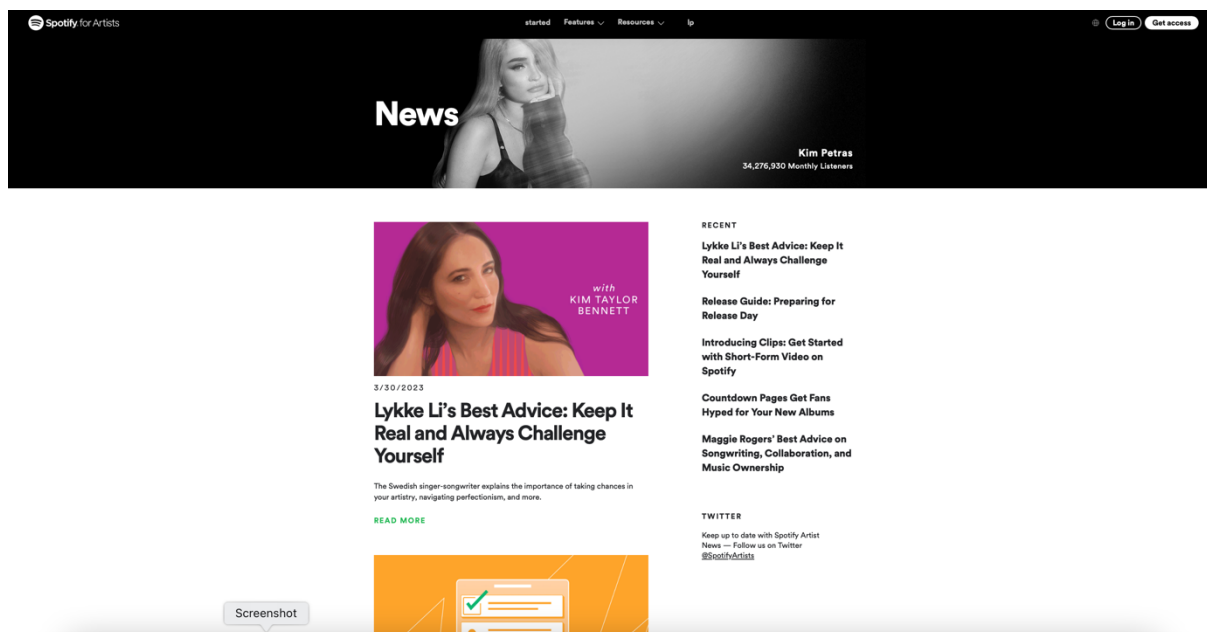 Spotify for Artists
started Features Resources lp
Log in Get access
News
Kim Petras
34,276,930 Monthly Listeners
with
KIM TAYLOR
BENNETT
3/30/2023
Lykke Li’s Best Advice: Keep It
Real and Always Challenge
Yourself
The Swedish singer-songwriter explains the importance of taking chances in
your artistry, navigating perfectionism, and more.
READ MORE
RECENT
Lykke Li’s Best Advice: Keep It
Real and Always Challenge
Yourself
Release Guide: Preparing for
Release Day
Introducing Clips: Get Started
with Short-Form Video on
Spotify
Countdown Pages Get Fans
Hyped for Your New Albums
Maggie Rogers’ Best Advice on
Songwriting, Collaboration, and
Music Ownership
TWITTER
Keep up to date with Spotify Artist
News — Follow us on Twitter
@SpotifyArtists
Screenshot